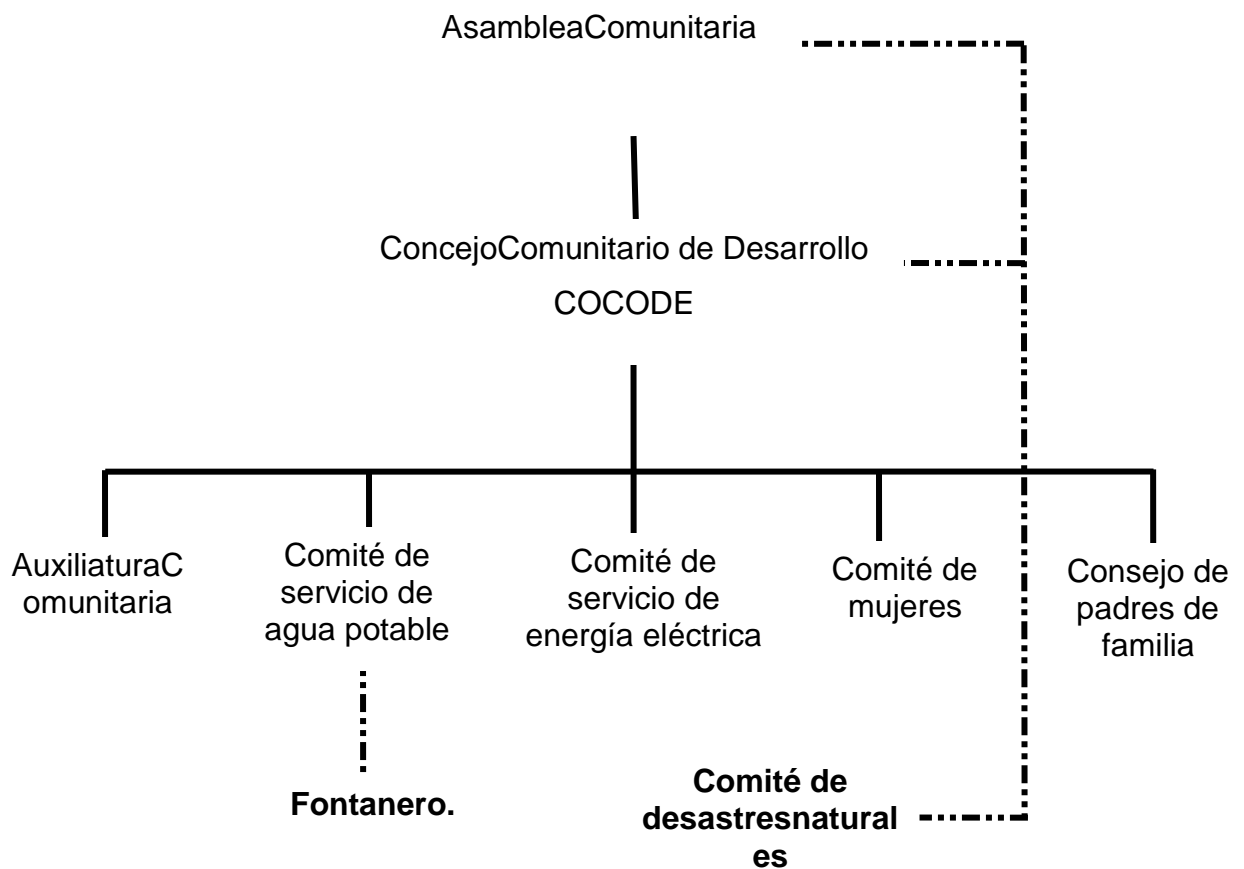 AsambleaComunitaria
ConcejoComunitario de Desarrollo
COCODE
AuxiliaturaC
omunitaria
Comité de
servicio de
agua potable
Comité de
servicio de
energía eléctrica
Comité de
mujeres
Consejo de
padres de
familia
Fontanero.
Comité de
desastresnatural
es